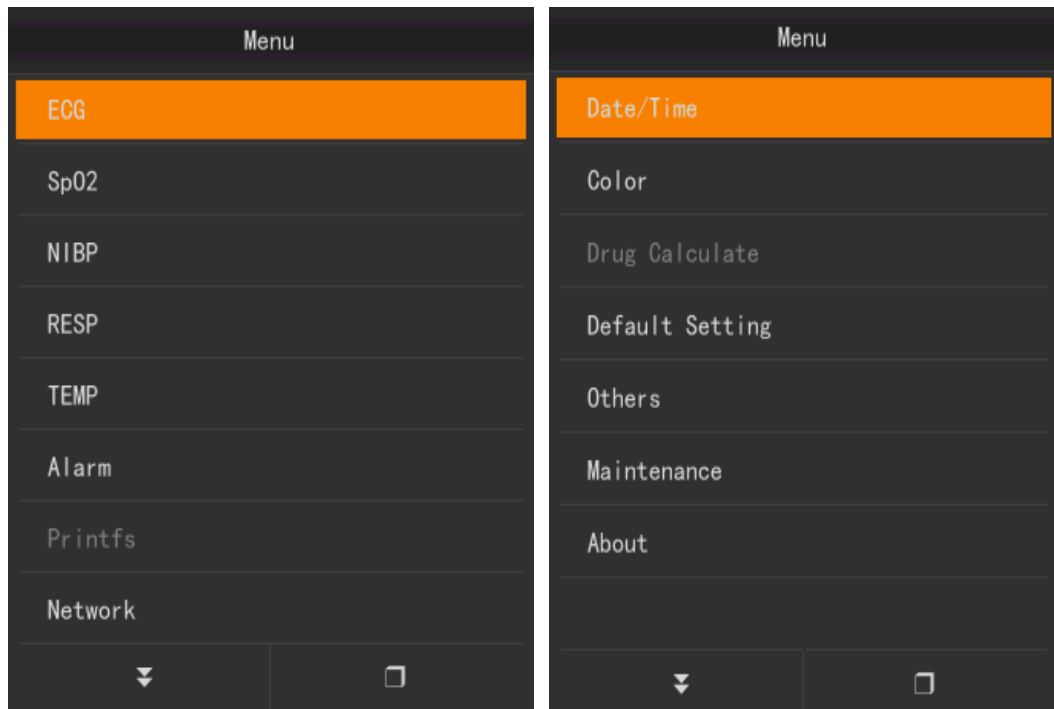 Menu
ECG
SpO2
NIBP
RESP
TEMP
Alarm
Printfs
Network
Menu
Date/Time
Color
Drug Calculate
Default Setting
Others
Maintenance
About